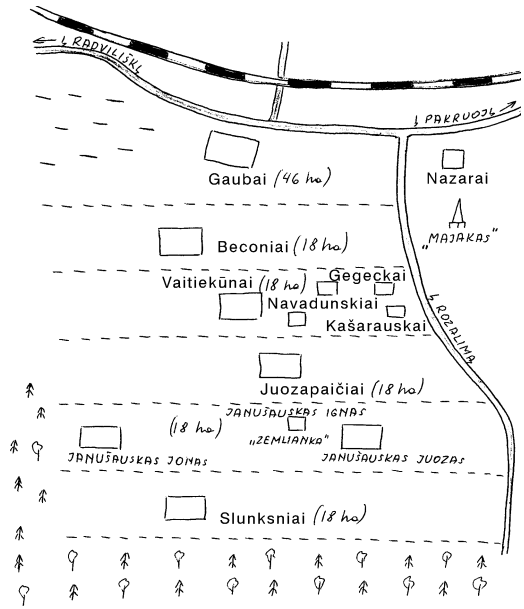 Į RADVILIŠKĮ
Į PAKRUOJĮ
Gaubai (46 ha)
Nazarai
„MAJAKAS"
Beconiai (18 ha)
Gegeckai
Vaitiekūnai (18 ha)
Navadunskiai
Kašarauskai
Į ROZALIMĄ
Juozapaičiai (18 ha)
JANUŠAUSKAS IGNAS
(18 ha)
„ZEMLIANKA"
JANUŠAUSKAS JONAS
JANUŠAUSKAS JUOZAS
Slunksniai (18 ha)